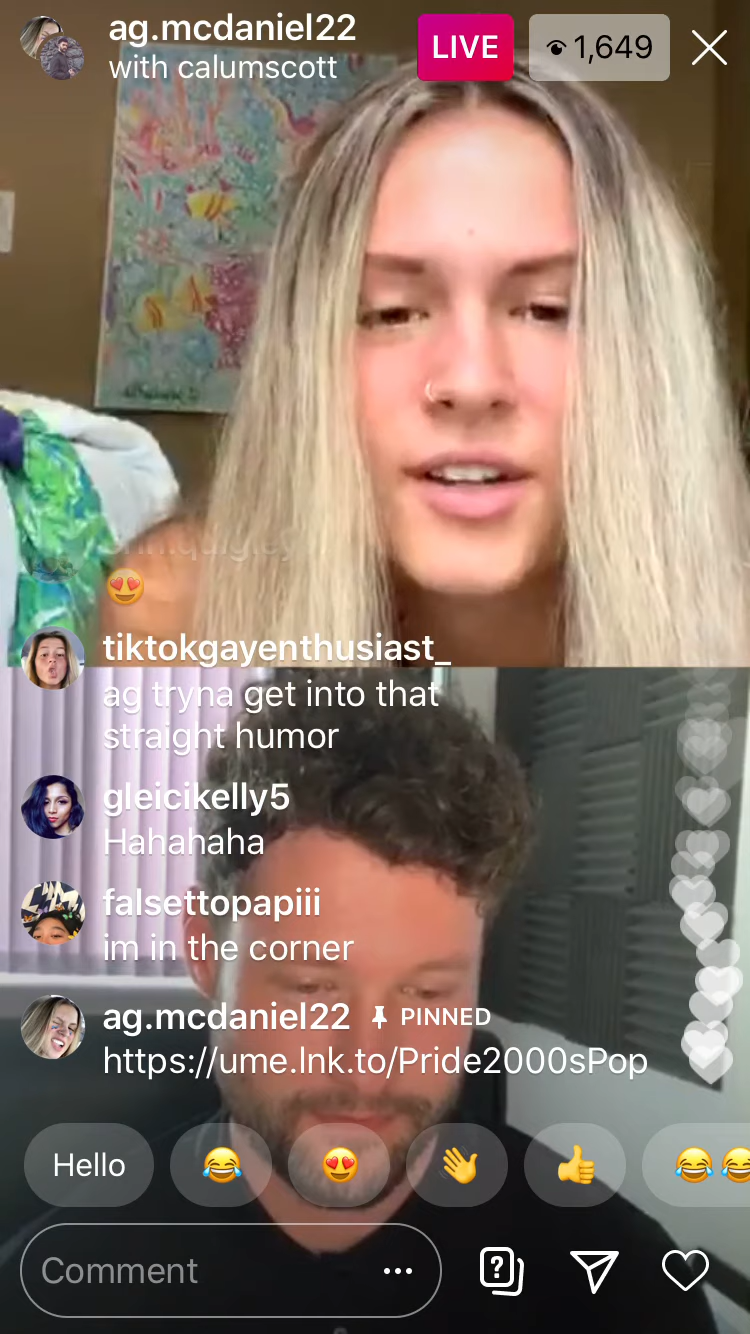 ag.mcdaniel22
with calumscott
LIVE
1,649
😍
tiktokgayenthusiast_
ag tryna get into that
straight humor
gleicikelly5
Hahahaha
falsettopapiii
im in the corner
ag.mcdaniel22 PINNED
https://ume.lnk.to/Pride2000sPop
Hello 😂 😍 👋 👍 😂😂
Comment